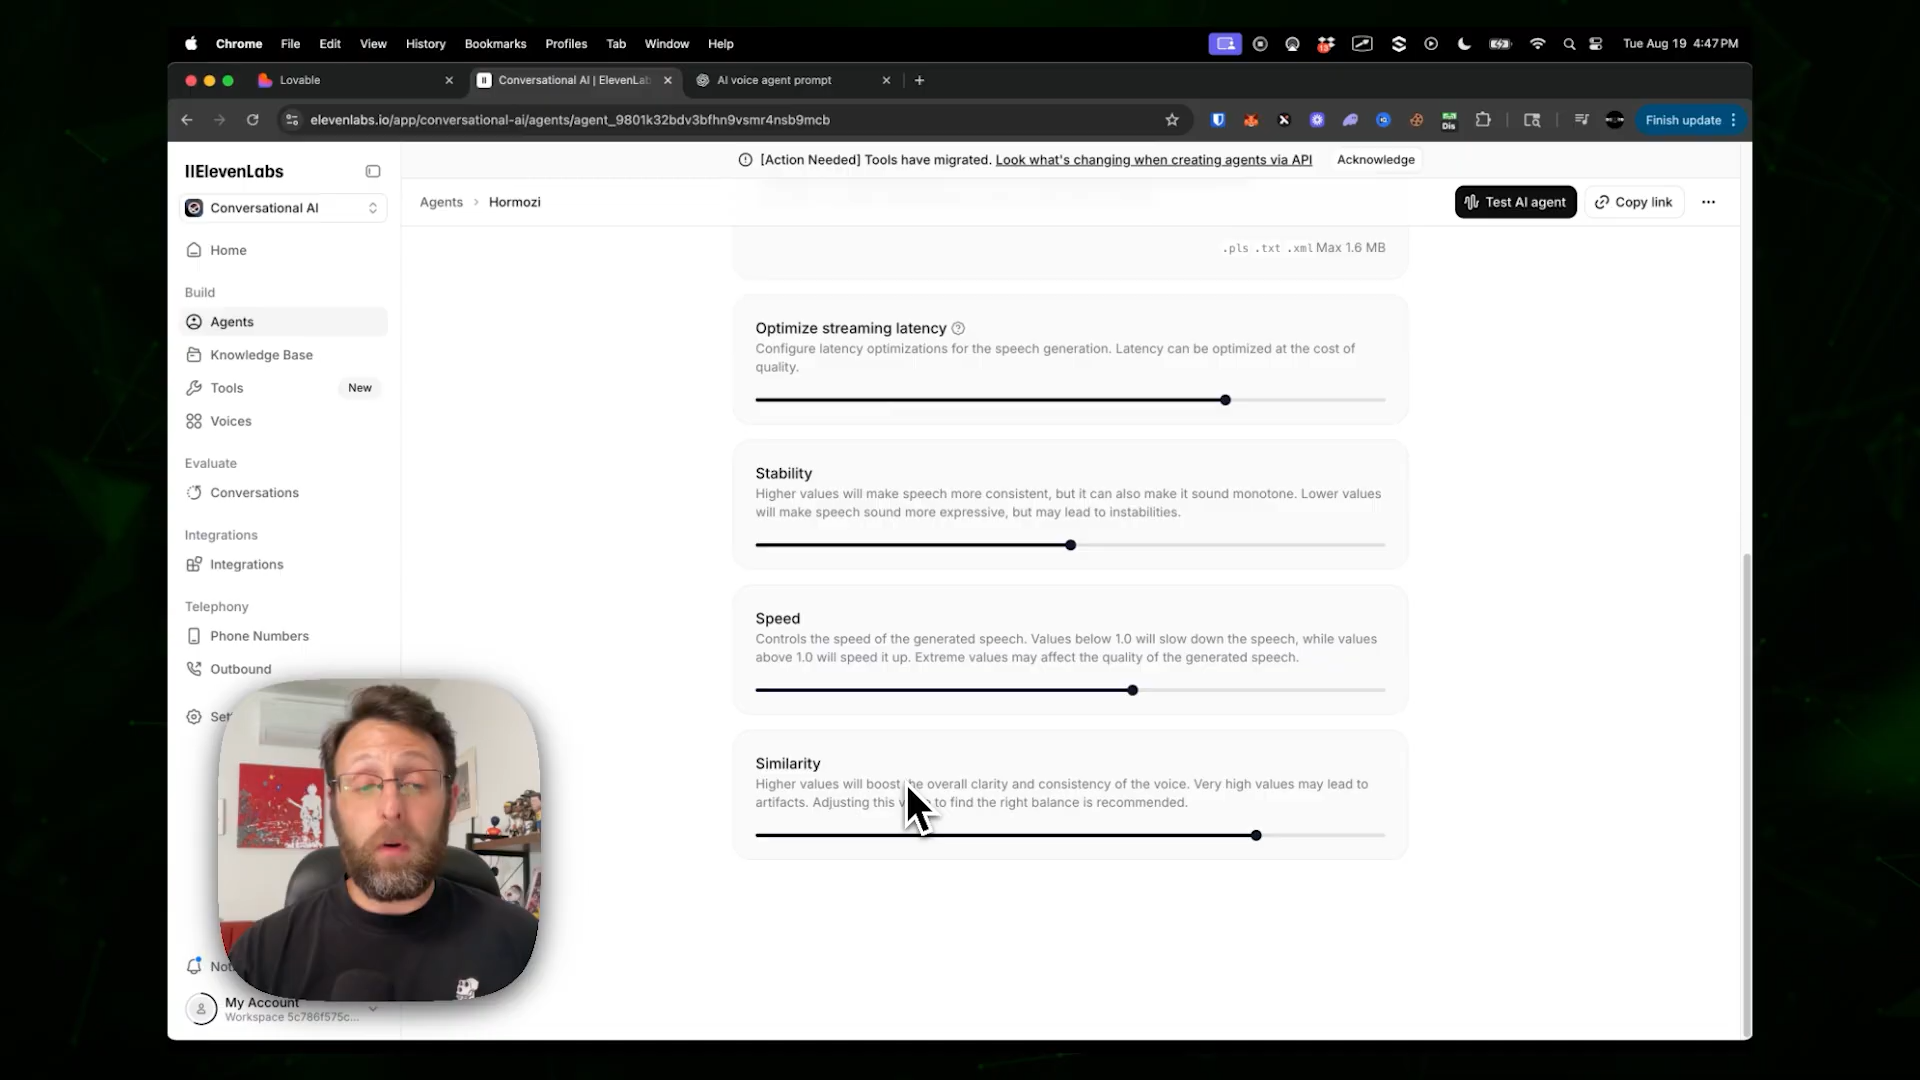 Chrome File Edit View History Bookmarks Profiles Tab Window Help
Tue Aug 19 4:47 PM
Lovable
Conversational AI | ElevenLab
AI voice agent prompt
elevenlabs.io/app/conversational-ai/agents/agent_9801k32bdv3bfhn9vsmr4nsb9mcb
Dis
Finish update
IIElevenLabs
[Action Needed] Tools have migrated. Look what's changing when creating agents via API
Acknowledge
Conversational AI
Agents > Hormozi
Test AI agent
Copy link
Home
Build
Agents
Knowledge Base
Tools
New
Voices
Evaluate
Conversations
Integrations
Integrations
Telephony
Phone Numbers
Outbound
Set
Not
My Account
Workspace 5c786f575c...
.pls .txt .xml Max 1.6 MB
Optimize streaming latency
Configure latency optimizations for the speech generation. Latency can be optimized at the cost of
quality.
Stability
Higher values will make speech more consistent, but it can also make it sound monotone. Lower values
will make speech sound more expressive, but may lead to instabilities.
Speed
Controls the speed of the generated speech. Values below 1.0 will slow down the speech, while values
above 1.0 will speed it up. Extreme values may affect the quality of the generated speech.
Similarity
Higher values will boost the overall clarity and consistency of the voice. Very high values may lead to
artifacts. Adjusting this to find the right balance is recommended.